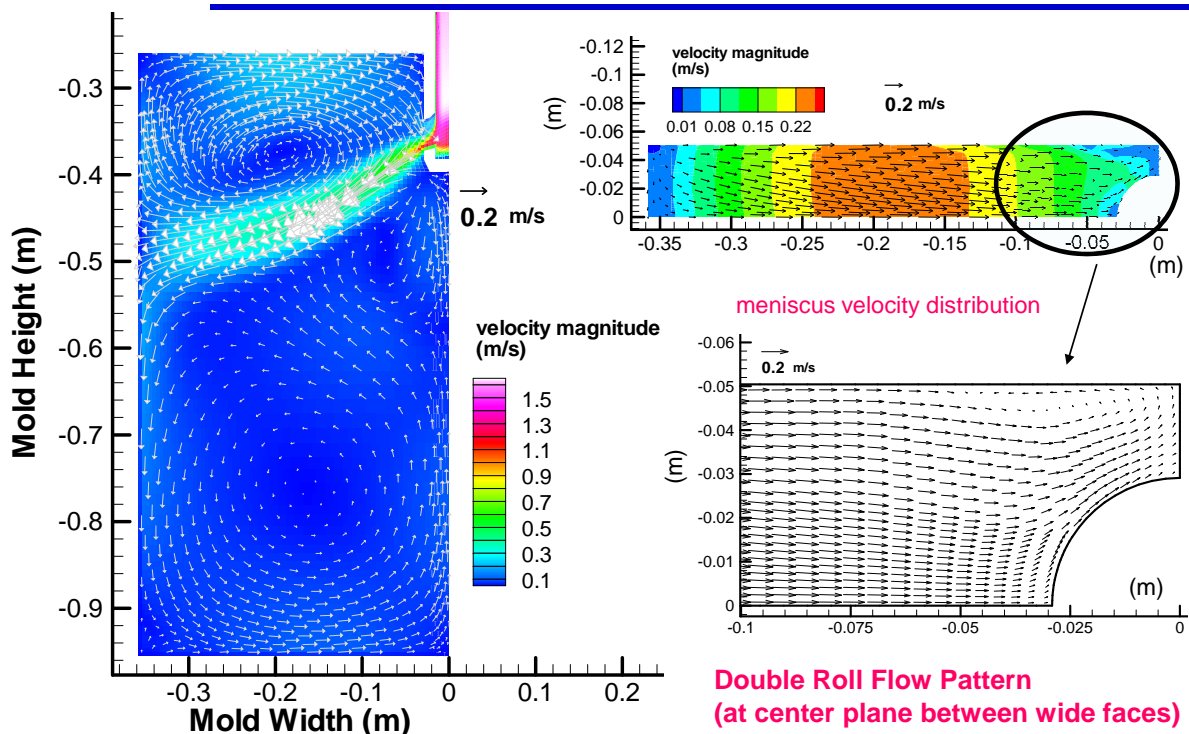 -0.3
-0.4
-0.5
-0.6
-0.7
-0.8
-0.9
Mold Height (m)
-0.3
-0.2
-0.1
0
0.1
0.2
Mold Width (m)
0.2 m/s
velocity magnitude
(m/s)
1.5
1.3
1.1
0.9
0.7
0.5
0.3
0.1
-0.12
-0.1
-0.08
-0.06
-0.04
-0.02
0
(m)
velocity magnitude
(m/s)
0.01 0.08 0.15 0.22
0.2 m/s
-0.35 -0.3 -0.25 -0.2 -0.15 -0.1 -0.05 0
(m)
meniscus velocity distribution
-0.06
-0.05
-0.04
-0.03
-0.02
-0.01
0
(m)
0.2 m/s
(m)
-0.1 -0.075 -0.05 -0.025 0
Double Roll Flow Pattern
(at center plane between wide faces)